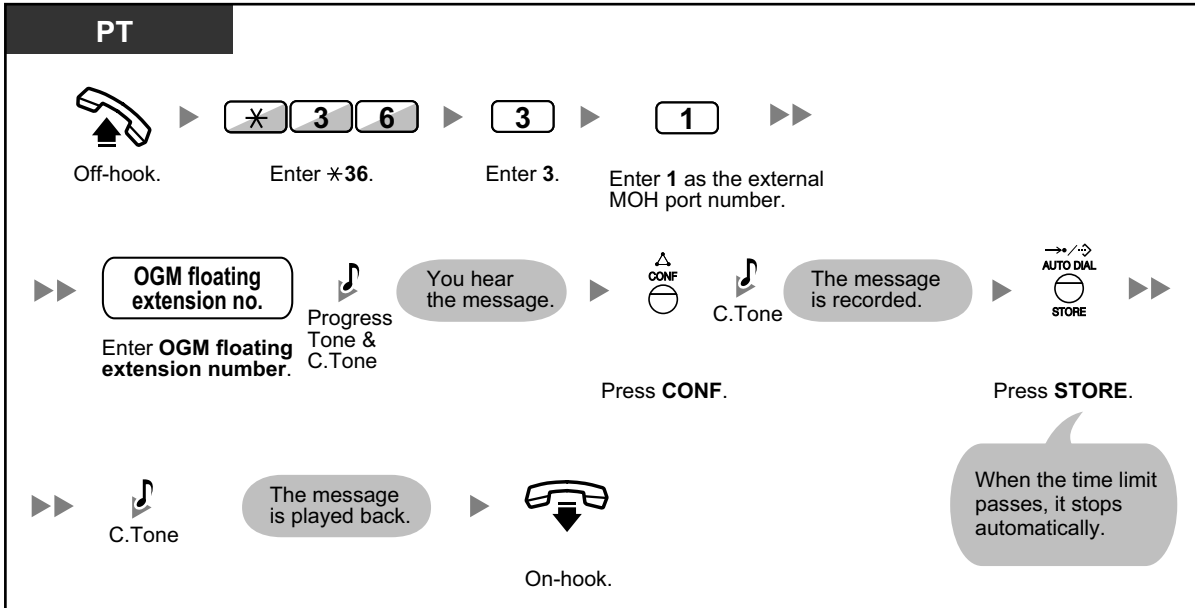 PT
✳ 3 6
3
1
Off-hook.
Enter ✳36.
Enter 3.
Enter 1 as the external
MOH port number.
OGM floating
extension no.
Enter OGM floating
extension number.
Progress
Tone &
C.Tone
You hear
the message.
CONF
Press CONF.
C.Tone
The message
is recorded.
AUTO DIAL
STORE
Press STORE.
When the time limit
passes, it stops
automatically.
C.Tone
The message
is played back.
On-hook.